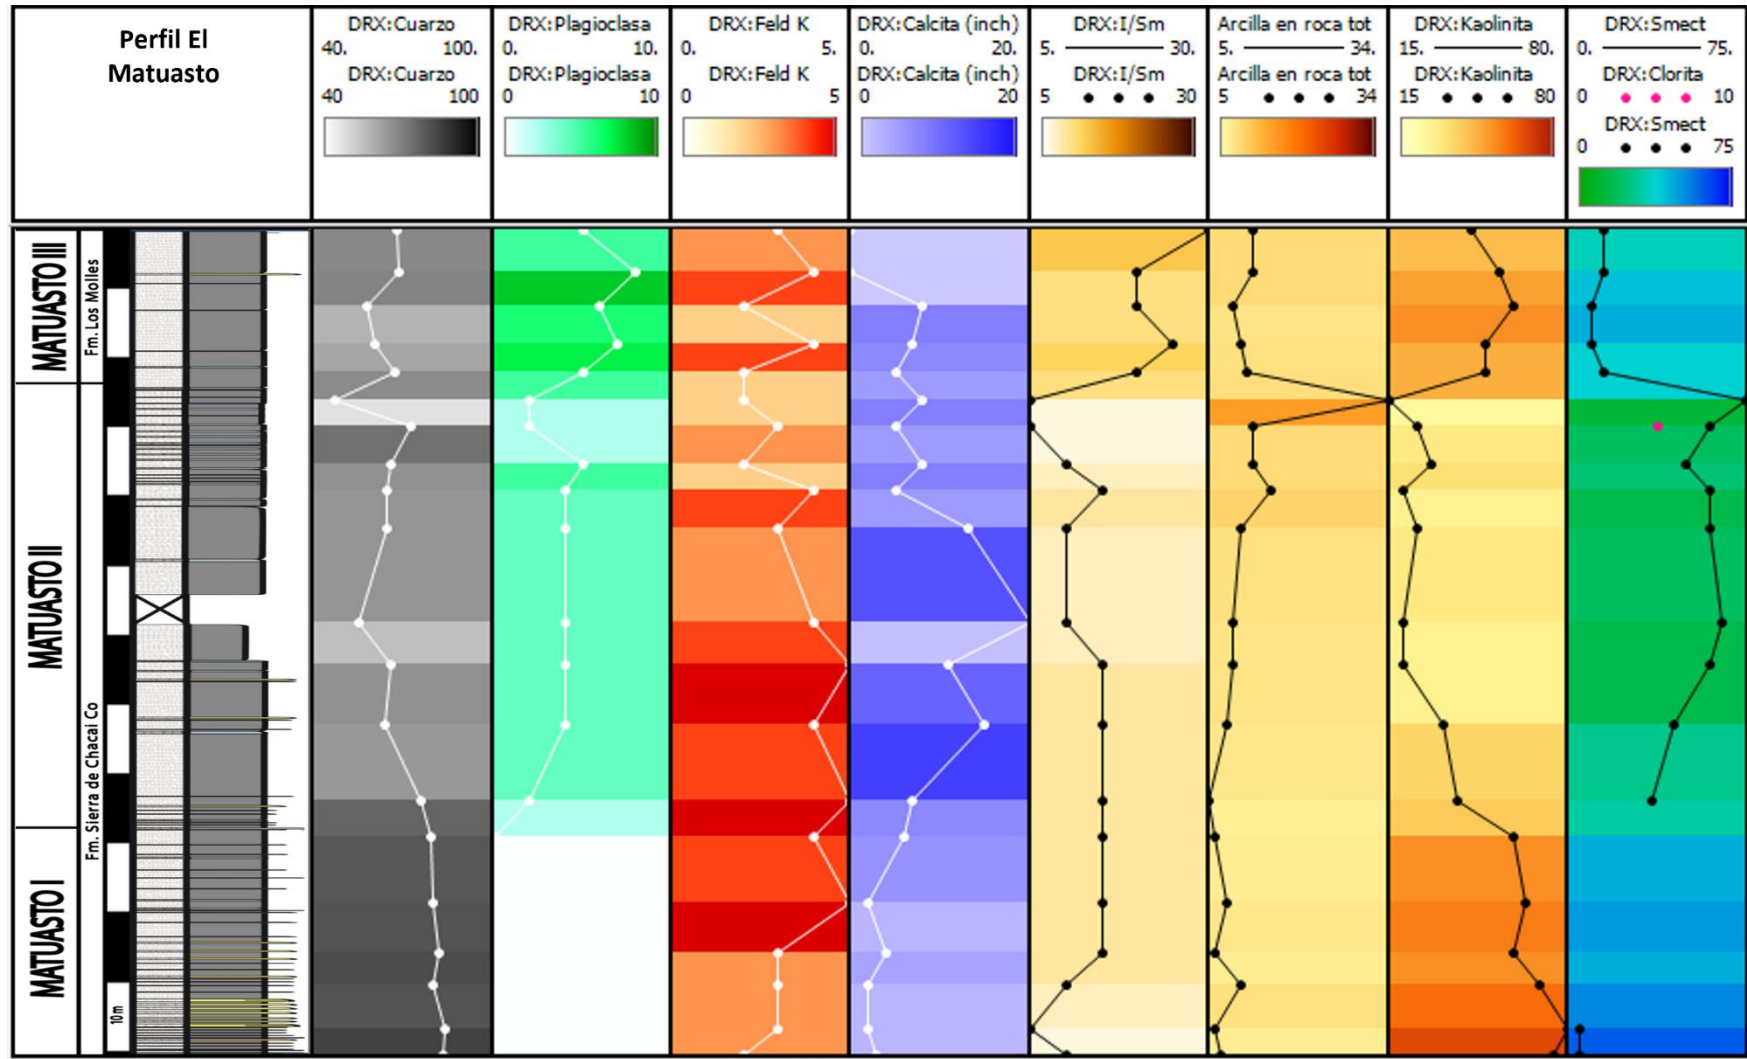 Perfil El
Matuasto
DRX:Cuarzo
40. 100.
DRX:Cuarzo
40 100
DRX:Plagioclasa
0. 10.
DRX:Plagioclasa
0 10
DRX:Feld K
0. 5.
DRX:Feld K
0 5
DRX:Calcita (inch)
0. 20.
DRX:Calcita (inch)
0 20
DRX:I/Sm
5. 30.
DRX:I/Sm
5 30
Arcilla en roca tot
5. 34.
Arcilla en roca tot
5 34
DRX:Kaolinita
15. 80.
DRX:Kaolinita
15 80
DRX:Smect
0. 75.
DRX:Clorita
0 10
DRX:Smect
0 75
MATUASTO III
Fm. Los Molles
MATUASTO II
Fm. Sierra de Chacai Co
MATUASTO I
10m